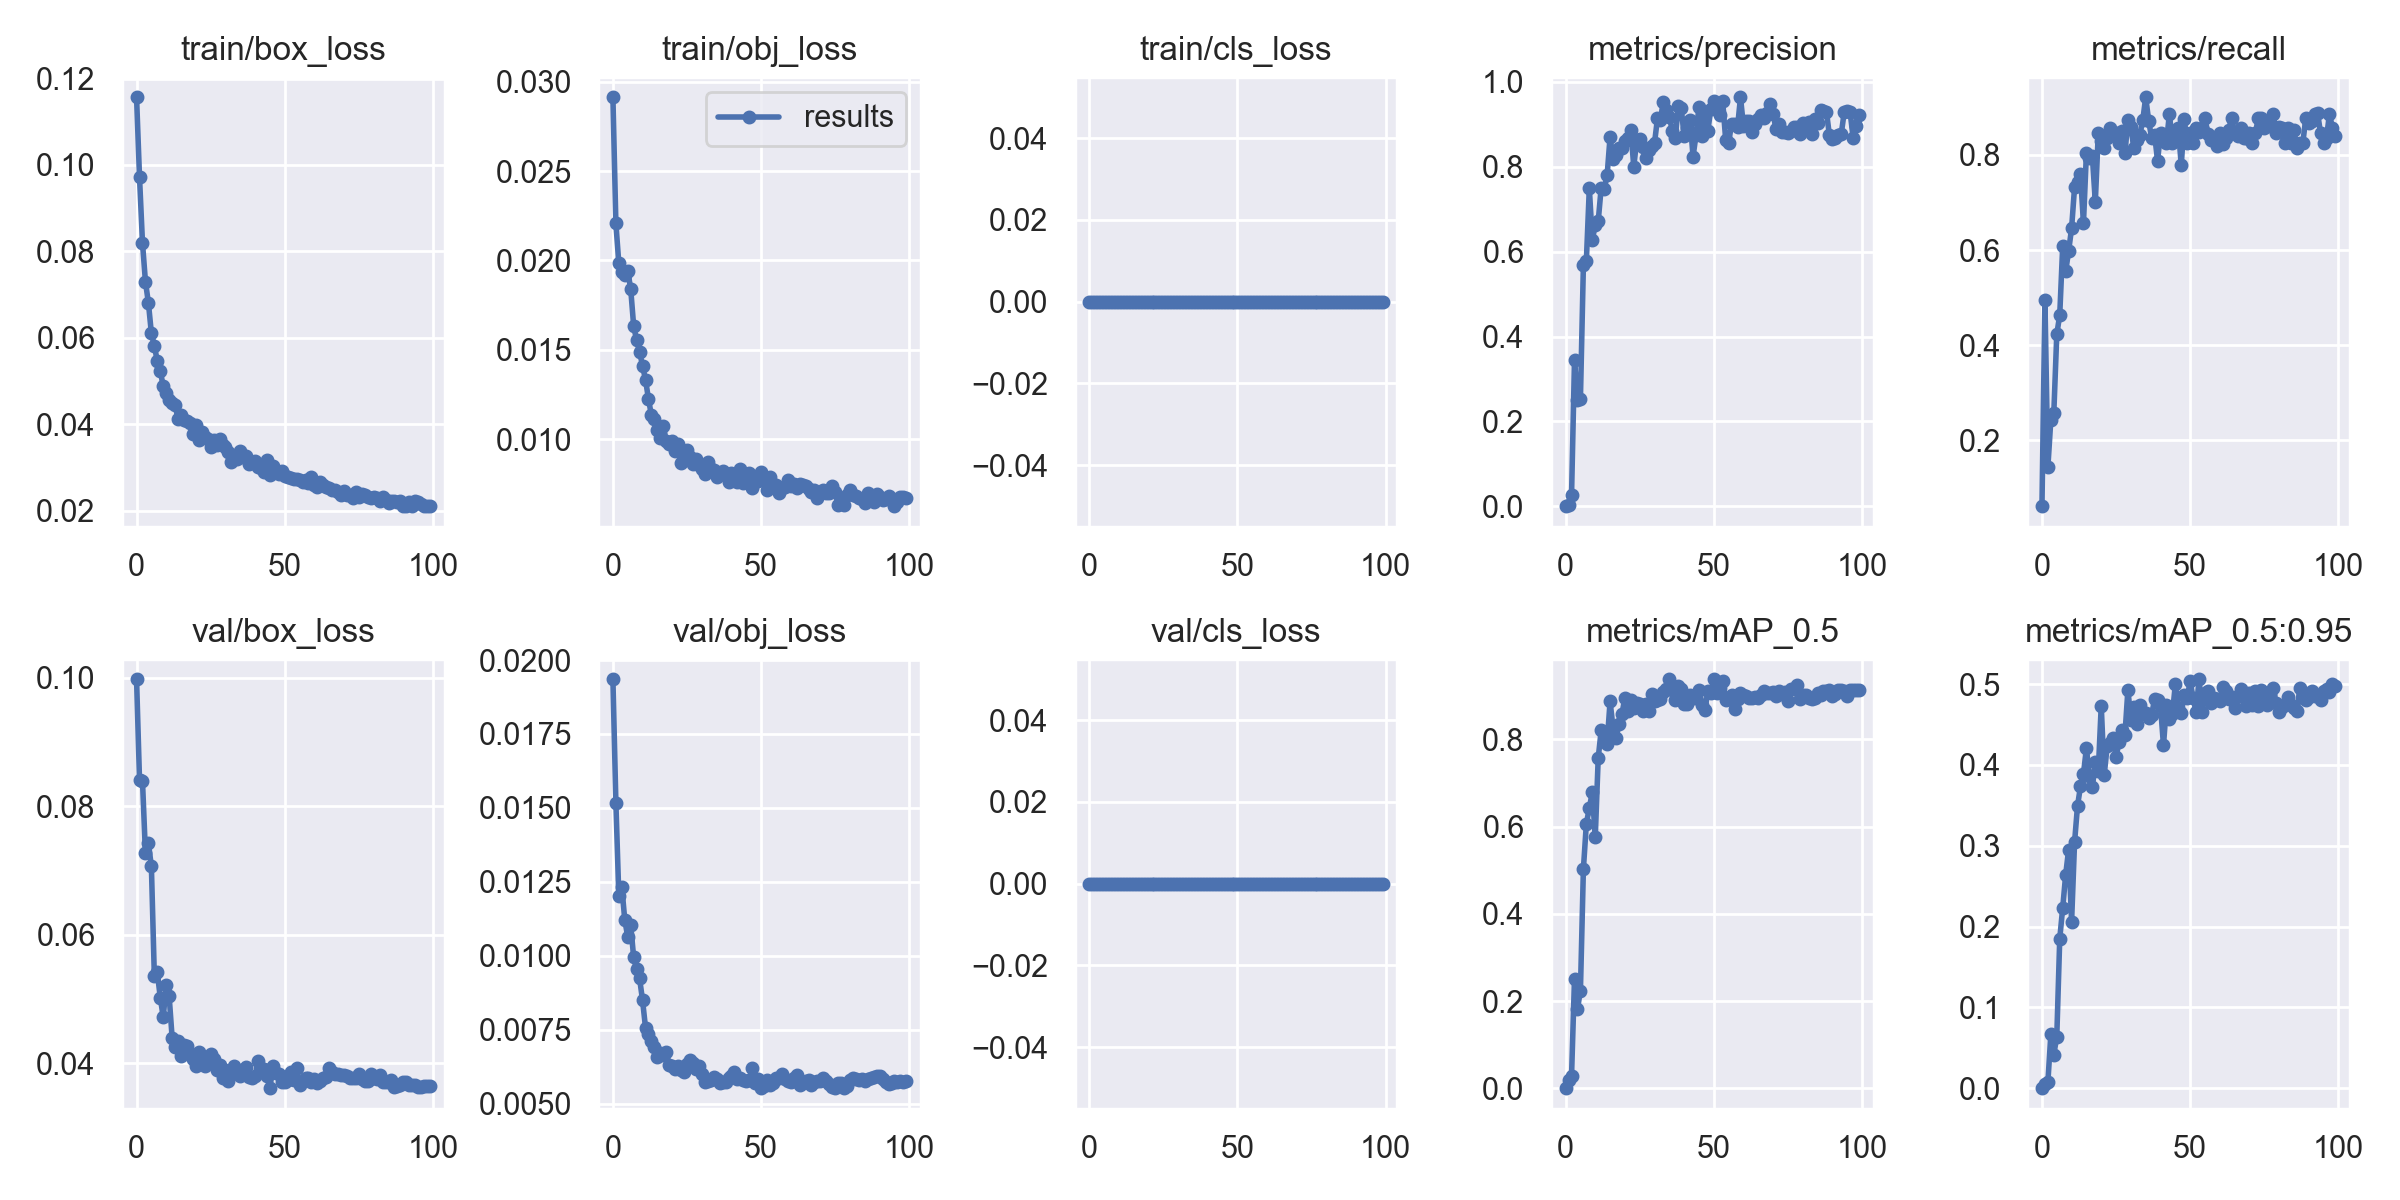 train/box_loss
0.12
0.10
0.08
0.06
0.04
0.02
0 50 100
train/obj_loss
results
0.030
0.025
0.020
0.015
0.010
0 50 100
train/cls_loss
0.04
0.02
0.00
−0.02
−0.04
0 50 100
metrics/precision
1.0
0.8
0.6
0.4
0.2
0.0
0 50 100
metrics/recall
0.8
0.6
0.4
0.2
0 50 100
val/box_loss
0.10
0.08
0.06
0.04
0 50 100
val/obj_loss
0.0200
0.0175
0.0150
0.0125
0.0100
0.0075
0.0050
0 50 100
val/cls_loss
0.04
0.02
0.00
−0.02
−0.04
0 50 100
metrics/mAP_0.5
0.8
0.6
0.4
0.2
0.0
0 50 100
metrics/mAP_0.5:0.95
0.5
0.4
0.3
0.2
0.1
0.0
0 50 100